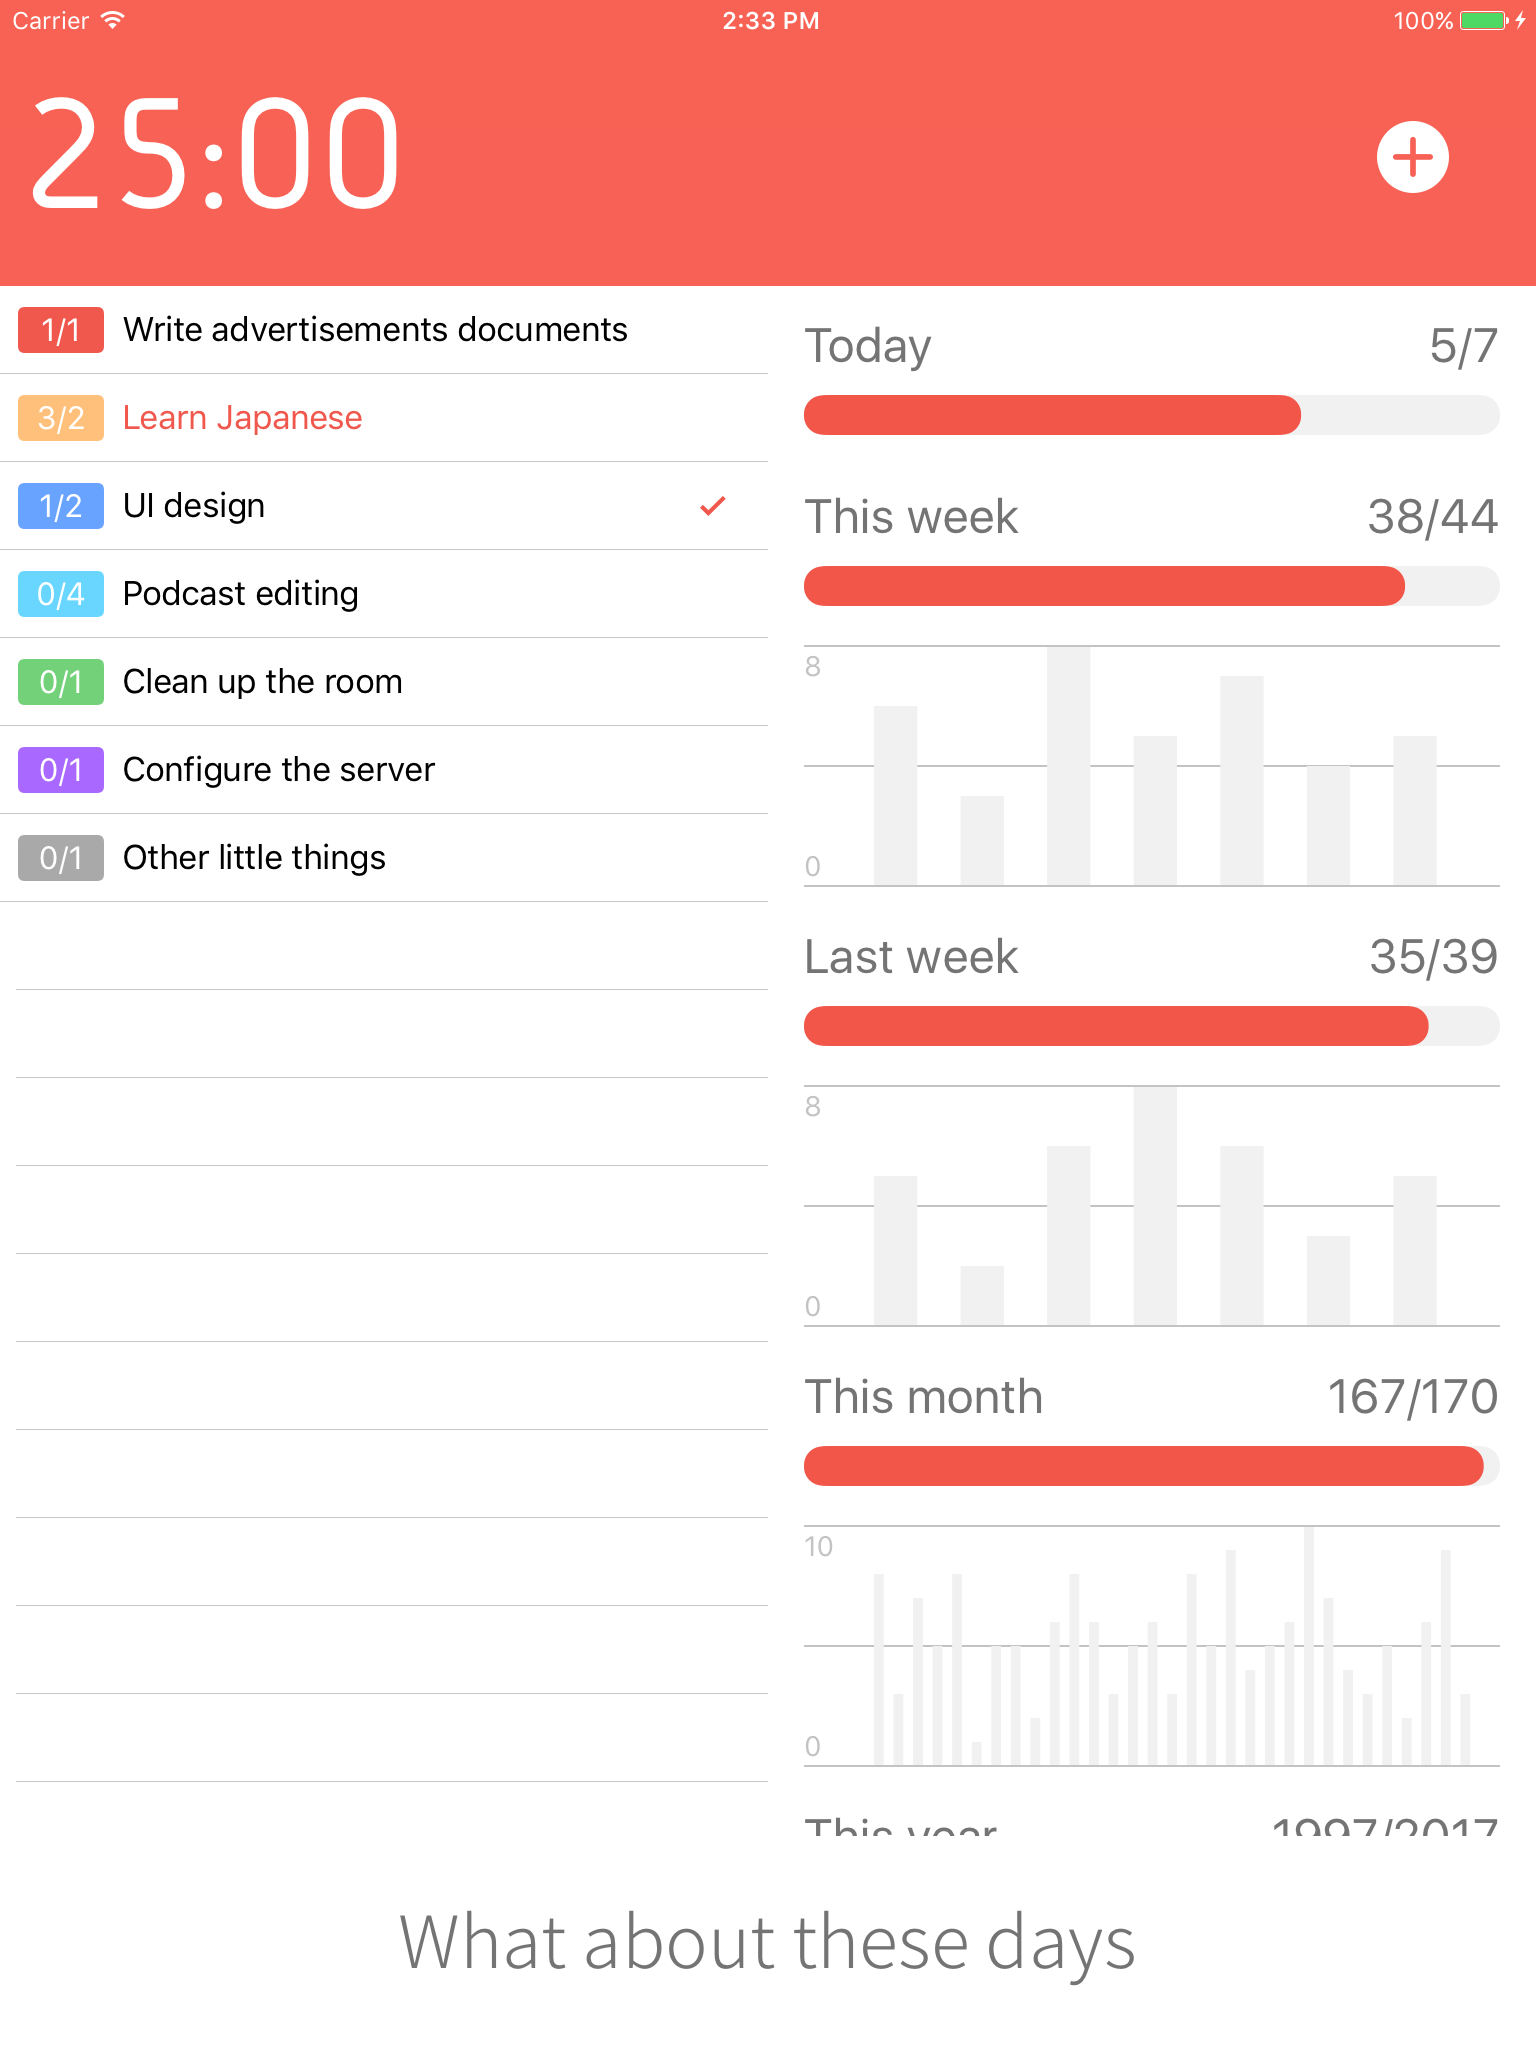 Carrier 2:33 PM 100%
25:00
1/1 Write advertisements documents
3/2 Learn Japanese
1/2 UI design
0/4 Podcast editing
0/1 Clean up the room
0/1 Configure the server
0/1 Other little things
Today 5/7
This week 38/44
8
0
Last week 35/39
8
0
This month 167/170
10
0
This year 1997/2017
What about these days